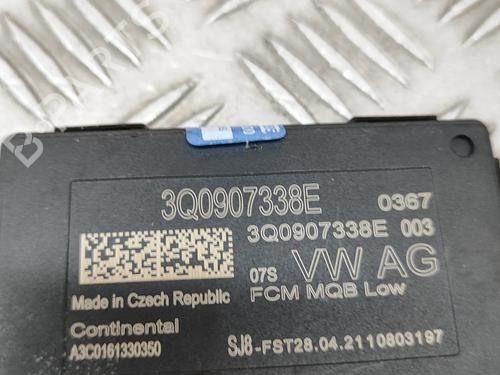 3Q0907338E 0367
3Q0907338E 003
07S VW AG
FCM MQB Low
Made in Czech Republic
Continental
A3C0161330350 SJ8-FST28.04.2110803197